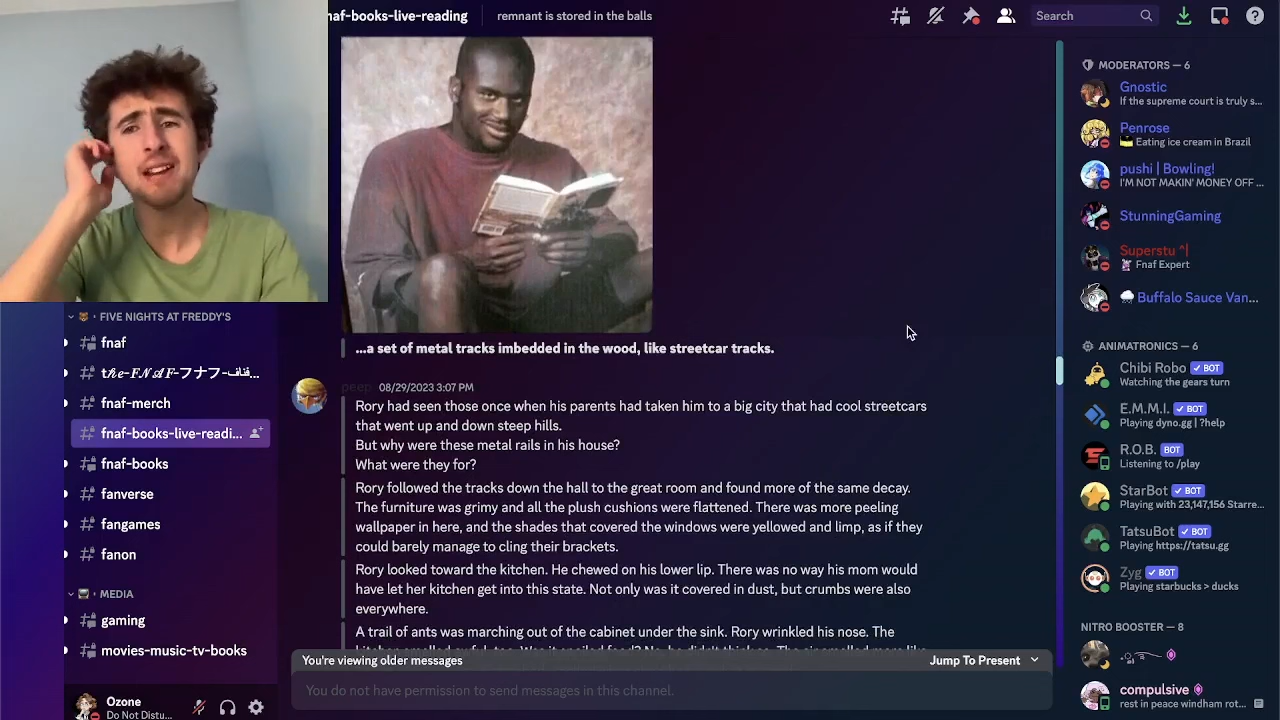 naf-books-live-reading
remnant is stored in the balls
Search
...a set of metal tracks imbedded in the wood, like streetcar tracks.
peep 08/29/2023 3:07 PM
Rory had seen those once when his parents had taken him to a big city that had cool streetcars
that went up and down steep hills.
But why were these metal rails in his house?
What were they for?
Rory followed the tracks down the hall to the great room and found more of the same decay.
The furniture was grimy and all the plush cushions were flattened. There was more peeling
wallpaper in here, and the shades that covered the windows were yellowed and limp, as if they
could barely manage to cling their brackets.
Rory looked toward the kitchen. He chewed on his lower lip. There was no way his mom would
have let her kitchen get into this state. Not only was it covered in dust, but crumbs were also
everywhere.
A trail of ants was marching out of the cabinet under the sink. Rory wrinkled his nose. The
You're viewing older messages
Jump To Present
You do not have permission to send messages in this channel.
FIVE NIGHTS AT FREDDY'S
fnaf
fnaf-merch
fnaf-books-live-readi...
fnaf-books
fanverse
fangames
fanon
MEDIA
gaming
movies-music-tv-books
Ozone
Do Not Distu...
MODERATORS — 6
Gnostic
If the supreme court is truly s...
Penrose
Eating ice cream in Brazil
pushi | Bowling!
I'M NOT MAKIN' MONEY OFF ...
StunningGaming
Superstu ^|
Fnaf Expert
Buffalo Sauce Van...
ANIMATRONICS — 6
Chibi Robo ✓ BOT
Watching the gears turn
E.M.M.I. ✓ BOT
Playing dyno.gg | ?help
R.O.B. BOT
Listening to /play
StarBot ✓ BOT
Playing with 23,147,156 Starre...
TatsuBot ✓ BOT
Playing https://tatsu.gg
Zyg ✓ BOT
Playing starbucks > ducks
NITRO BOOSTER — 8
compulsive
rest in peace windham rot...